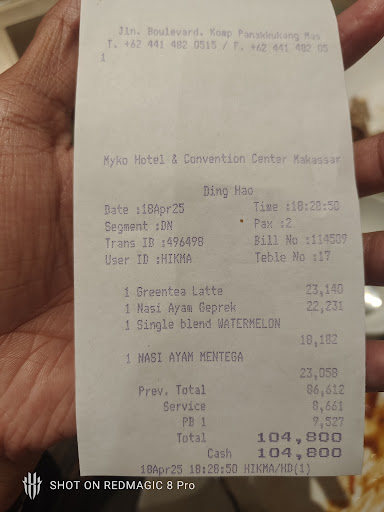 Jln. Boulevard. Komp Panakkukang Mas
T. +62 441 482 0515 / F. +62 441 482 05
1
Myko Hotel & Convention Center Makassar
Ding Hao
Date :18Apr25 Time :18:28:50
Segment :DN Pax :2
Trans ID :496498 Bill No :114509
User ID :HIKMA Teble No :17
1 Greentea Latte 23,140
1 Nasi Ayam Geprek 22,231
1 Single blend WATERMELON
18,182
1 NASI AYAM MENTEGA
23,058
Prev. Total 86,612
Service 8,661
PB 1 9,527
Total 104,800
Cash 104,800
18Apr25 18:28:50 HIKMA/HD(1)
SHOT ON REDMAGIC 8 Pro